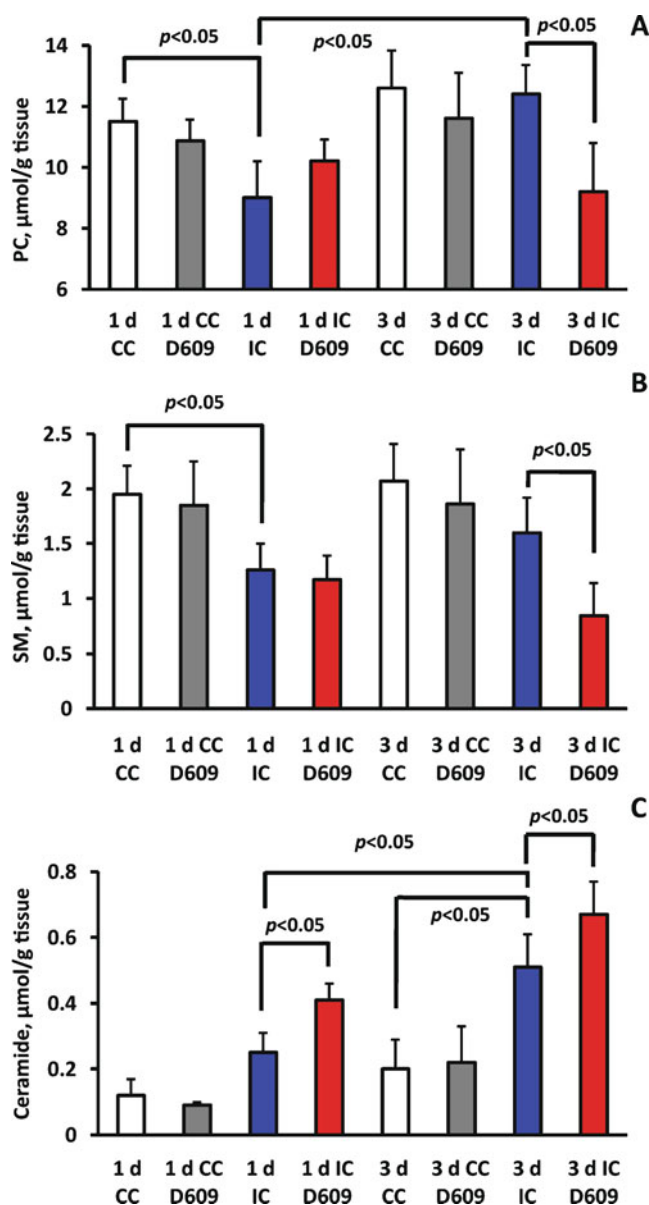 A
p<0.05
p<0.05
p<0.05
14
12
10
8
6
PC, µmol/g tissue
1 d 1 d CC 1 d 1 d IC 3 d 3 d CC 3 d 3 d IC
CC D609 IC D609 CC D609 IC D609
B
p<0.05
p<0.05
2.5
2
1.5
1
0.5
0
SM, µmol/g tissue
1 d 1 d CC 1 d 1 d IC 3 d 3 d CC 3 d 3 d IC
CC D609 IC D609 CC D609 IC D609
C
p<0.05
p<0.05
p<0.05
p<0.05
0.8
0.6
0.4
0.2
0
Ceramide, µmol/g tissue
1 d 1 d CC 1 d 1 d IC 3 d 3 d CC 3 d 3 d IC
CC D609 IC D609 CC D609 IC D609